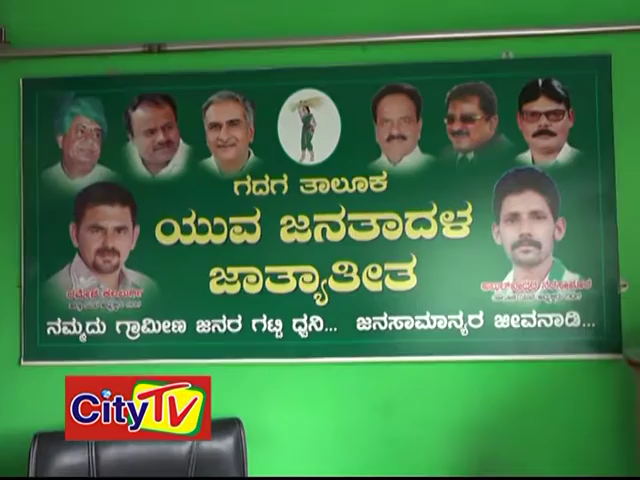 ಗದಗ ತಾಲೂಕ
ಯುವ ಜನತಾದಳ
ಜಾತ್ಯಾತೀತ
ನಮ್ಮದು ಗ್ರಾಮೀಣ ಜನರ ಗಟ್ಟಿ ಧ್ವನಿ... ಜನಸಾಮಾನ್ಯರ ಜೀವನಾಡಿ...
CityTV